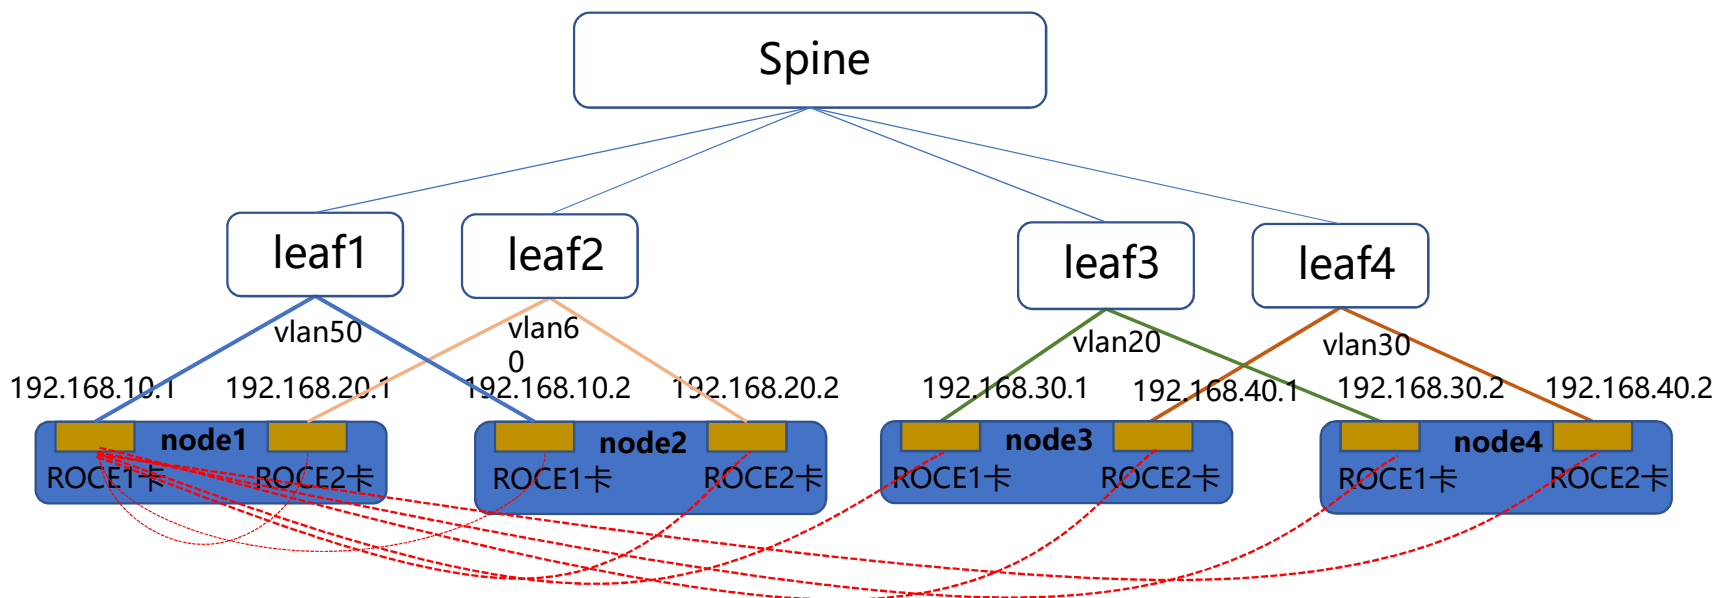 Spine
leaf1
leaf2
leaf3
leaf4
vlan50
vlan6
0
vlan20
vlan30
192.168.10.1
192.168.20.1
192.168.10.2
192.168.20.2
192.168.30.1
192.168.40.1
192.168.30.2
192.168.40.2
node1
node2
node3
node4
ROCE1卡
ROCE2卡
ROCE1卡
ROCE2卡
ROCE1卡
ROCE2卡
ROCE1卡
ROCE2卡